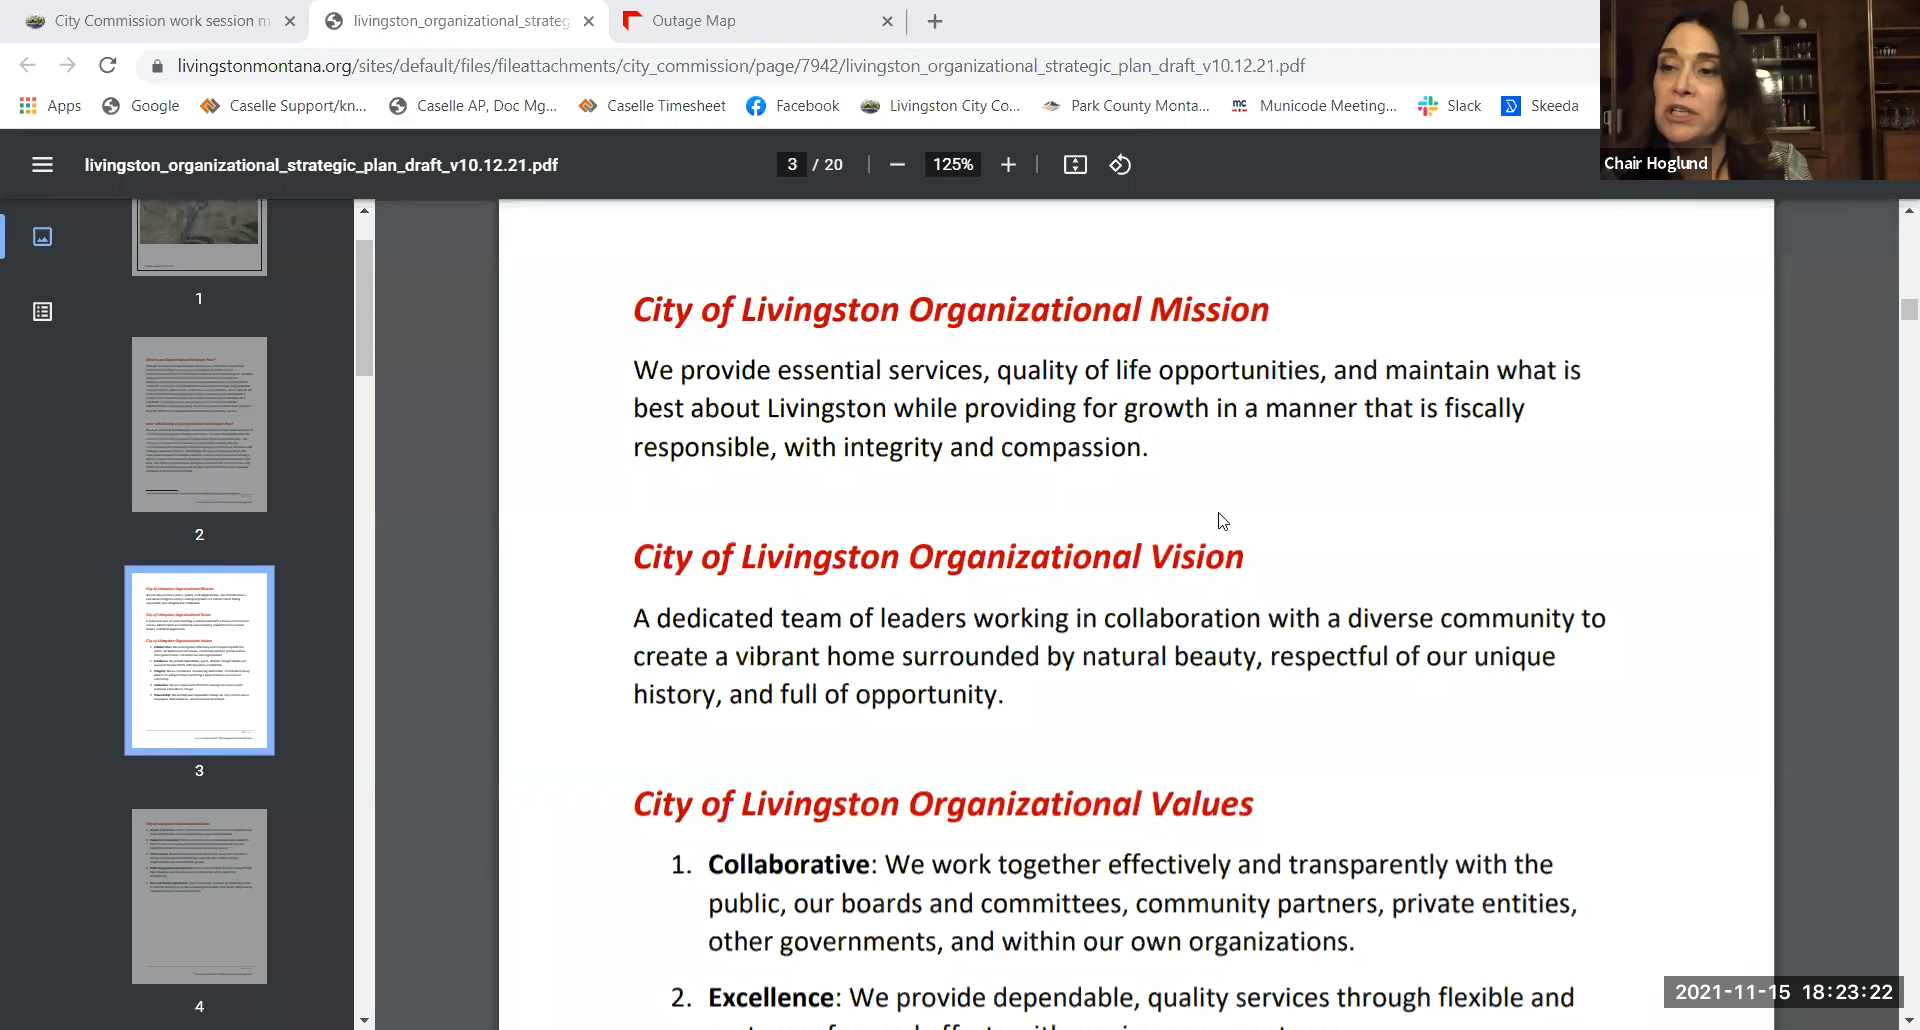 City Commission work session m
livingston_organizational_strateg
Outage Map
livingstonmontana.org/sites/default/files/fileattachments/city_commission/page/7942/livingston_organizational_strategic_plan_draft_v10.12.21.pdf
Apps
Google
Caselle Support/kn...
Caselle AP, Doc Mg...
Caselle Timesheet
Facebook
Livingston City Co...
Park County Monta...
mc
Municode Meeting...
Slack
Skeeda
Chair Hoglund
livingston_organizational_strategic_plan_draft_v10.12.21.pdf
3 / 20
125%
1
2
3
4
City of Livingston Organizational Mission
We provide essential services, quality of life opportunities, and maintain what is
best about Livingston while providing for growth in a manner that is fiscally
responsible, with integrity and compassion.
City of Livingston Organizational Vision
A dedicated team of leaders working in collaboration with a diverse community to
create a vibrant home surrounded by natural beauty, respectful of our unique
history, and full of opportunity.
City of Livingston Organizational Values
1. Collaborative: We work together effectively and transparently with the
public, our boards and committees, community partners, private entities,
other governments, and within our own organizations.
2. Excellence: We provide dependable, quality services through flexible and
2021-11-15 18:23:22